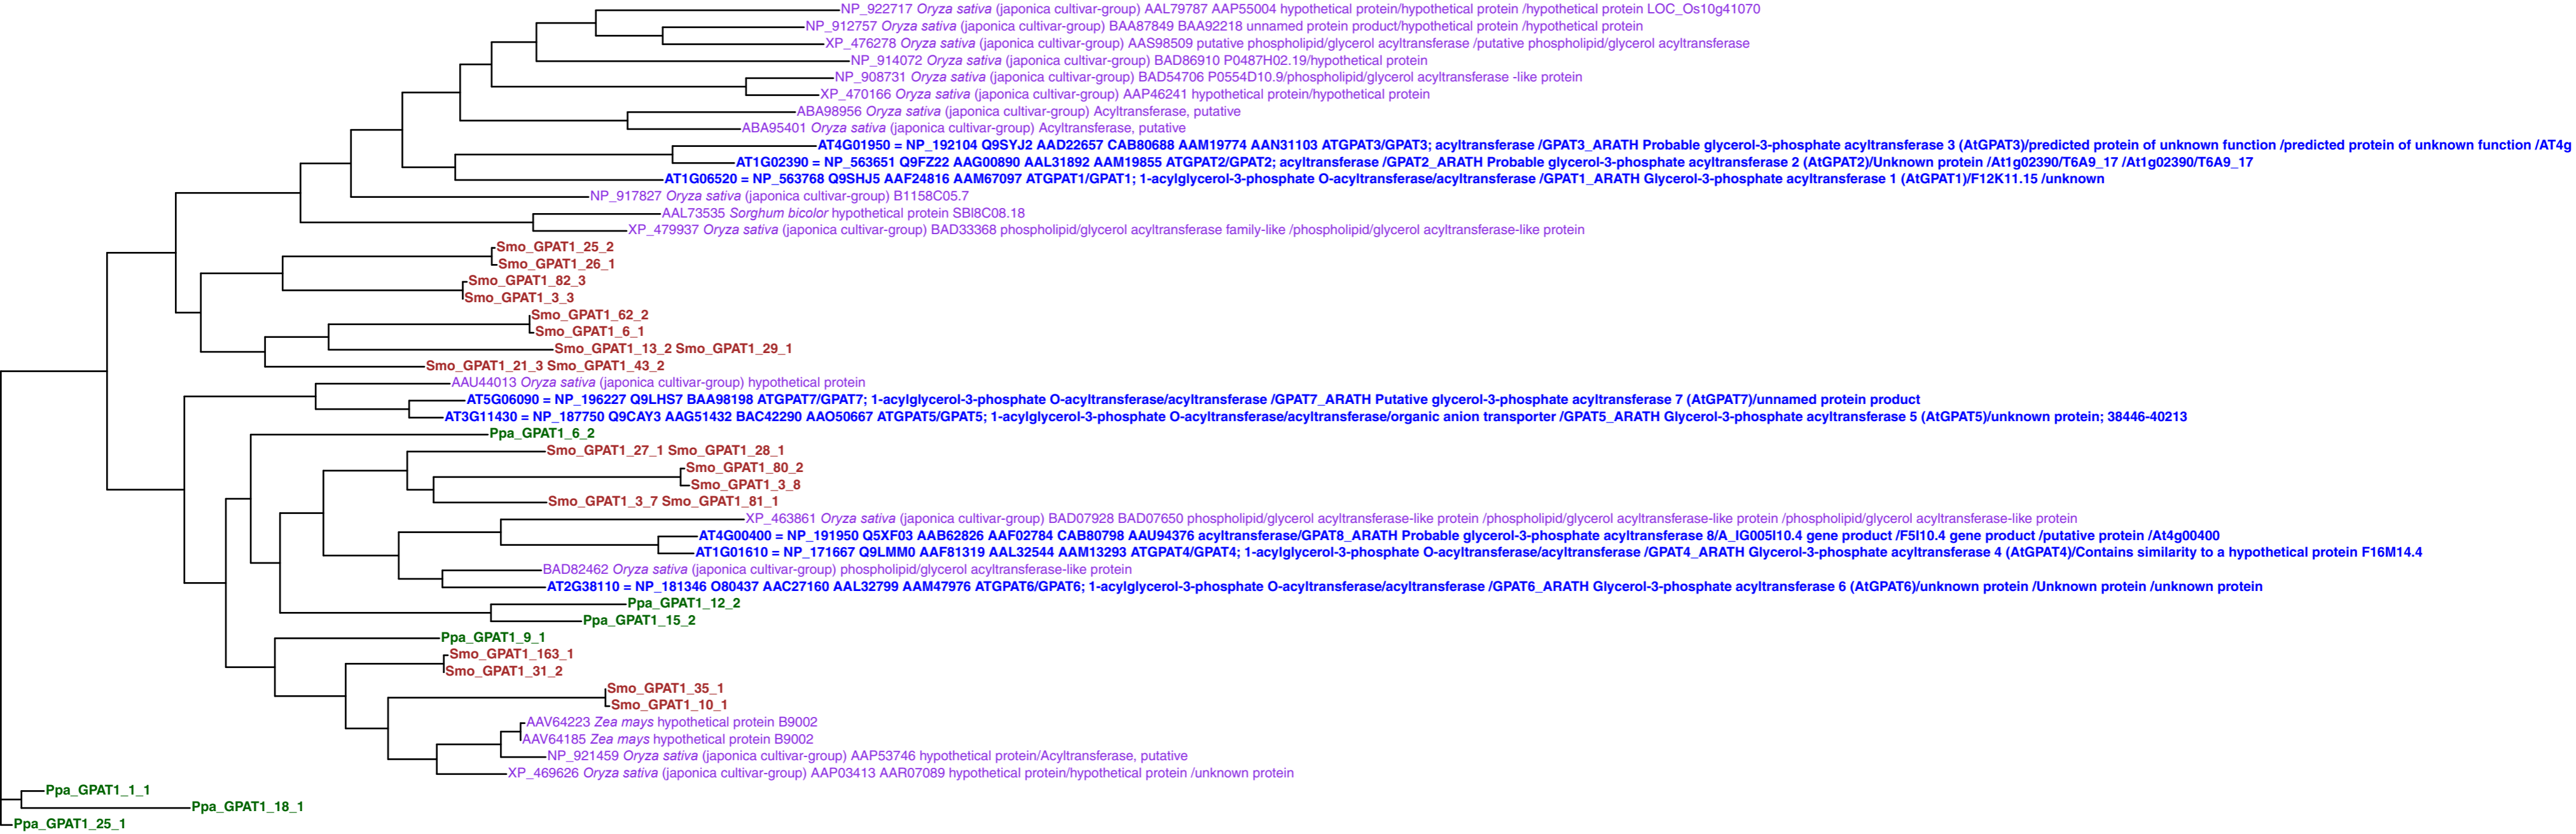 NP_922717 Oryza sativa (japonica cultivar-group) AAL79787 AAP55004 hypothetical protein/hypothetical protein /hypothetical protein LOC_Os10g41070
NP_912757 Oryza sativa (japonica cultivar-group) BAA87849 BAA92218 unnamed protein product/hypothetical protein /hypothetical protein
XP_476278 Oryza sativa (japonica cultivar-group) AAS98509 putative phospholipid/glycerol acyltransferase /putative phospholipid/glycerol acyltransferase
NP_914072 Oryza sativa (japonica cultivar-group) BAD86910 P0487H02.19/hypothetical protein
NP_908731 Oryza sativa (japonica cultivar-group) BAD54706 P0554D10.9/phospholipid/glycerol acyltransferase -like protein
XP_470166 Oryza sativa (japonica cultivar-group) AAP46241 hypothetical protein/hypothetical protein
ABA98956 Oryza sativa (japonica cultivar-group) Acyltransferase, putative
ABA95401 Oryza sativa (japonica cultivar-group) Acyltransferase, putative
AT4G01950 = NP_192104 Q9SYJ2 AAD22657 CAB80688 AAM19774 AAN31103 ATGPAT3/GPAT3; acyltransferase /GPAT3_ARATH Probable glycerol-3-phosphate acyltransferase 3 (AtGPAT3)/predicted protein of unknown function /predicted protein of unknown function /AT4g
AT1G02390 = NP_563651 Q9FZ22 AAG00890 AAL31892 AAM19855 ATGPAT2/GPAT2; acyltransferase /GPAT2_ARATH Probable glycerol-3-phosphate acyltransferase 2 (AtGPAT2)/Unknown protein /At1g02390/T6A9_17 /At1g02390/T6A9_17
AT1G06520 = NP_563768 Q9SHJ5 AAF24816 AAM67097 ATGPAT1/GPAT1; 1-acylglycerol-3-phosphate O-acyltransferase/acyltransferase /GPAT1_ARATH Glycerol-3-phosphate acyltransferase 1 (AtGPAT1)/F12K11.15 /unknown
NP_917827 Oryza sativa (japonica cultivar-group) B1158C05.7
AAL73535 Sorghum bicolor hypothetical protein SBI8C08.18
XP_479937 Oryza sativa (japonica cultivar-group) BAD33368 phospholipid/glycerol acyltransferase family-like /phospholipid/glycerol acyltransferase-like protein
Smo_GPAT1_25_2
Smo_GPAT1_26_1
Smo_GPAT1_82_3
Smo_GPAT1_3_3
Smo_GPAT1_62_2
Smo_GPAT1_6_1
Smo_GPAT1_13_2 Smo_GPAT1_29_1
Smo_GPAT1_21_3 Smo_GPAT1_43_2
AAU44013 Oryza sativa (japonica cultivar-group) hypothetical protein
AT5G06090 = NP_196227 Q9LHS7 BAA98198 ATGPAT7/GPAT7; 1-acylglycerol-3-phosphate O-acyltransferase/acyltransferase /GPAT7_ARATH Putative glycerol-3-phosphate acyltransferase 7 (AtGPAT7)/unnamed protein product
AT3G11430 = NP_187750 Q9CAY3 AAG51432 BAC42290 AAO50667 ATGPAT5/GPAT5; 1-acylglycerol-3-phosphate O-acyltransferase/acyltransferase/organic anion transporter /GPAT5_ARATH Glycerol-3-phosphate acyltransferase 5 (AtGPAT5)/unknown protein; 38446-40213
Ppa_GPAT1_6_2
Smo_GPAT1_27_1 Smo_GPAT1_28_1
Smo_GPAT1_80_2
Smo_GPAT1_3_8
Smo_GPAT1_3_7 Smo_GPAT1_81_1
XP_463861 Oryza sativa (japonica cultivar-group) BAD07928 BAD07650 phospholipid/glycerol acyltransferase-like protein /phospholipid/glycerol acyltransferase-like protein /phospholipid/glycerol acyltransferase-like protein
AT4G00400 = NP_191950 Q5XF03 AAB62826 AAF02784 CAB80798 AAU94376 acyltransferase/GPAT8_ARATH Probable glycerol-3-phosphate acyltransferase 8/A_IG005I10.4 gene product /F5I10.4 gene product /putative protein /At4g00400
AT1G01610 = NP_171667 Q9LMM0 AAF81319 AAL32544 AAM13293 ATGPAT4/GPAT4; 1-acylglycerol-3-phosphate O-acyltransferase/acyltransferase /GPAT4_ARATH Glycerol-3-phosphate acyltransferase 4 (AtGPAT4)/Contains similarity to a hypothetical protein F16M14.4
BAD82462 Oryza sativa (japonica cultivar-group) phospholipid/glycerol acyltransferase-like protein
AT2G38110 = NP_181346 O80437 AAC27160 AAL32799 AAM47976 ATGPAT6/GPAT6; 1-acylglycerol-3-phosphate O-acyltransferase/acyltransferase /GPAT6_ARATH Glycerol-3-phosphate acyltransferase 6 (AtGPAT6)/unknown protein /Unknown protein /unknown protein
Ppa_GPAT1_12_2
Ppa_GPAT1_15_2
Ppa_GPAT1_9_1
Smo_GPAT1_163_1
Smo_GPAT1_31_2
Smo_GPAT1_35_1
Smo_GPAT1_10_1
AAV64223 Zea mays hypothetical protein B9002
AAV64185 Zea mays hypothetical protein B9002
NP_921459 Oryza sativa (japonica cultivar-group) AAP53746 hypothetical protein/Acyltransferase, putative
XP_469626 Oryza sativa (japonica cultivar-group) AAP03413 AAR07089 hypothetical protein/hypothetical protein /unknown protein
Ppa_GPAT1_1_1
Ppa_GPAT1_18_1
Ppa_GPAT1_25_1